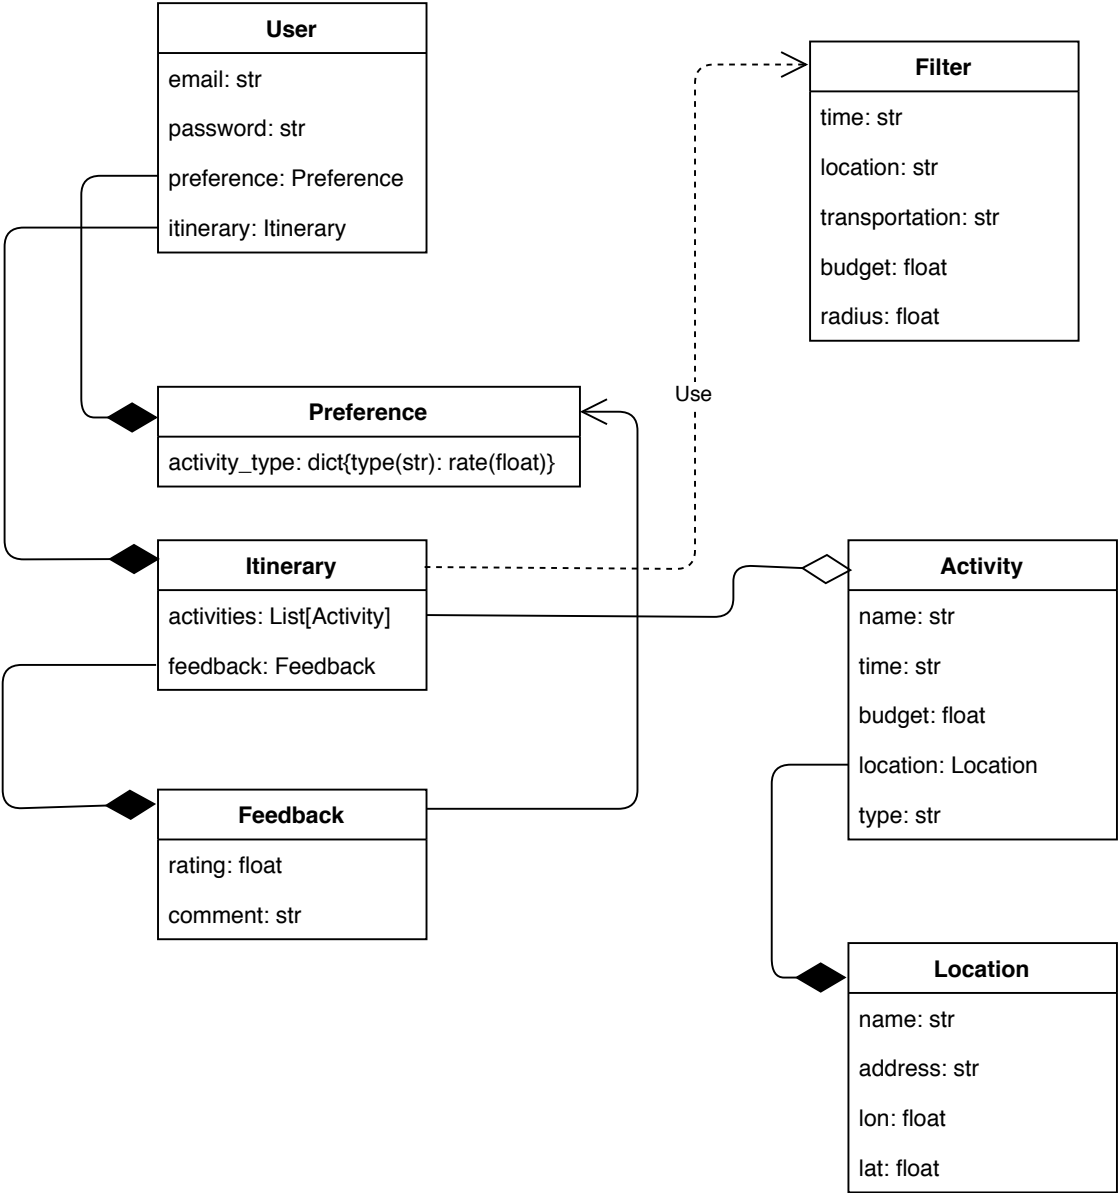 User
email: str
password: str
preference: Preference
itinerary: Itinerary
Filter
time: str
location: str
transportation: str
budget: float
radius: float
Use
Preference
activity_type: dict{type(str): rate(float)}
Itinerary
activities: List[Activity]
feedback: Feedback
Activity
name: str
time: str
budget: float
location: Location
type: str
Feedback
rating: float
comment: str
Location
name: str
address: str
lon: float
lat: float